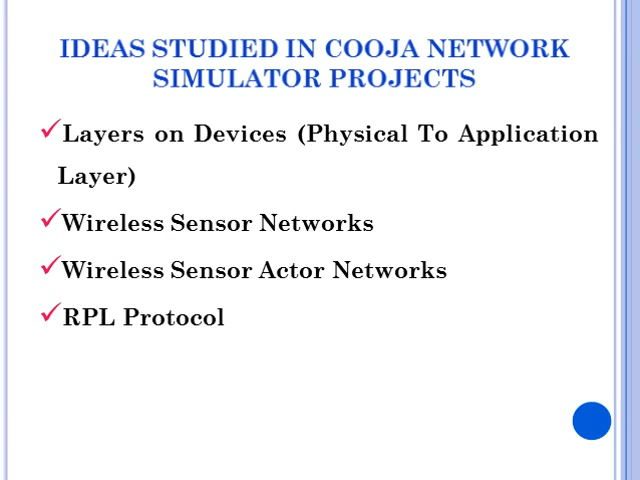 IDEAS STUDIED IN COOJA NETWORK
SIMULATOR PROJECTS
Layers on Devices (Physical To Application
Layer)
Wireless Sensor Networks
Wireless Sensor Actor Networks
RPL Protocol